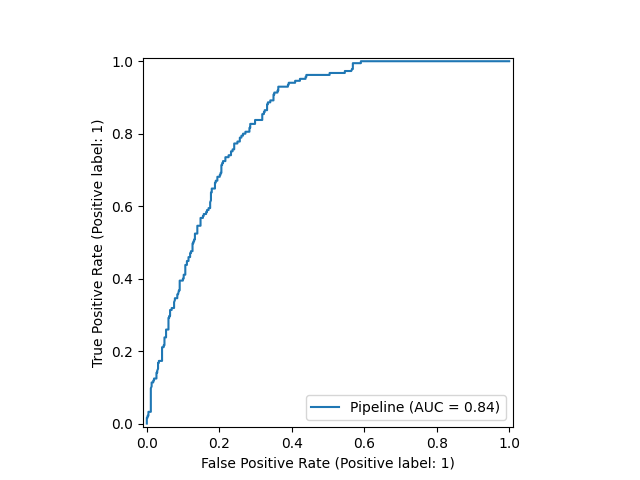 1.0
0.8
0.6
0.4
0.2
0.0
True Positive Rate (Positive label: 1)
Pipeline (AUC = 0.84)
0.0 0.2 0.4 0.6 0.8 1.0
False Positive Rate (Positive label: 1)